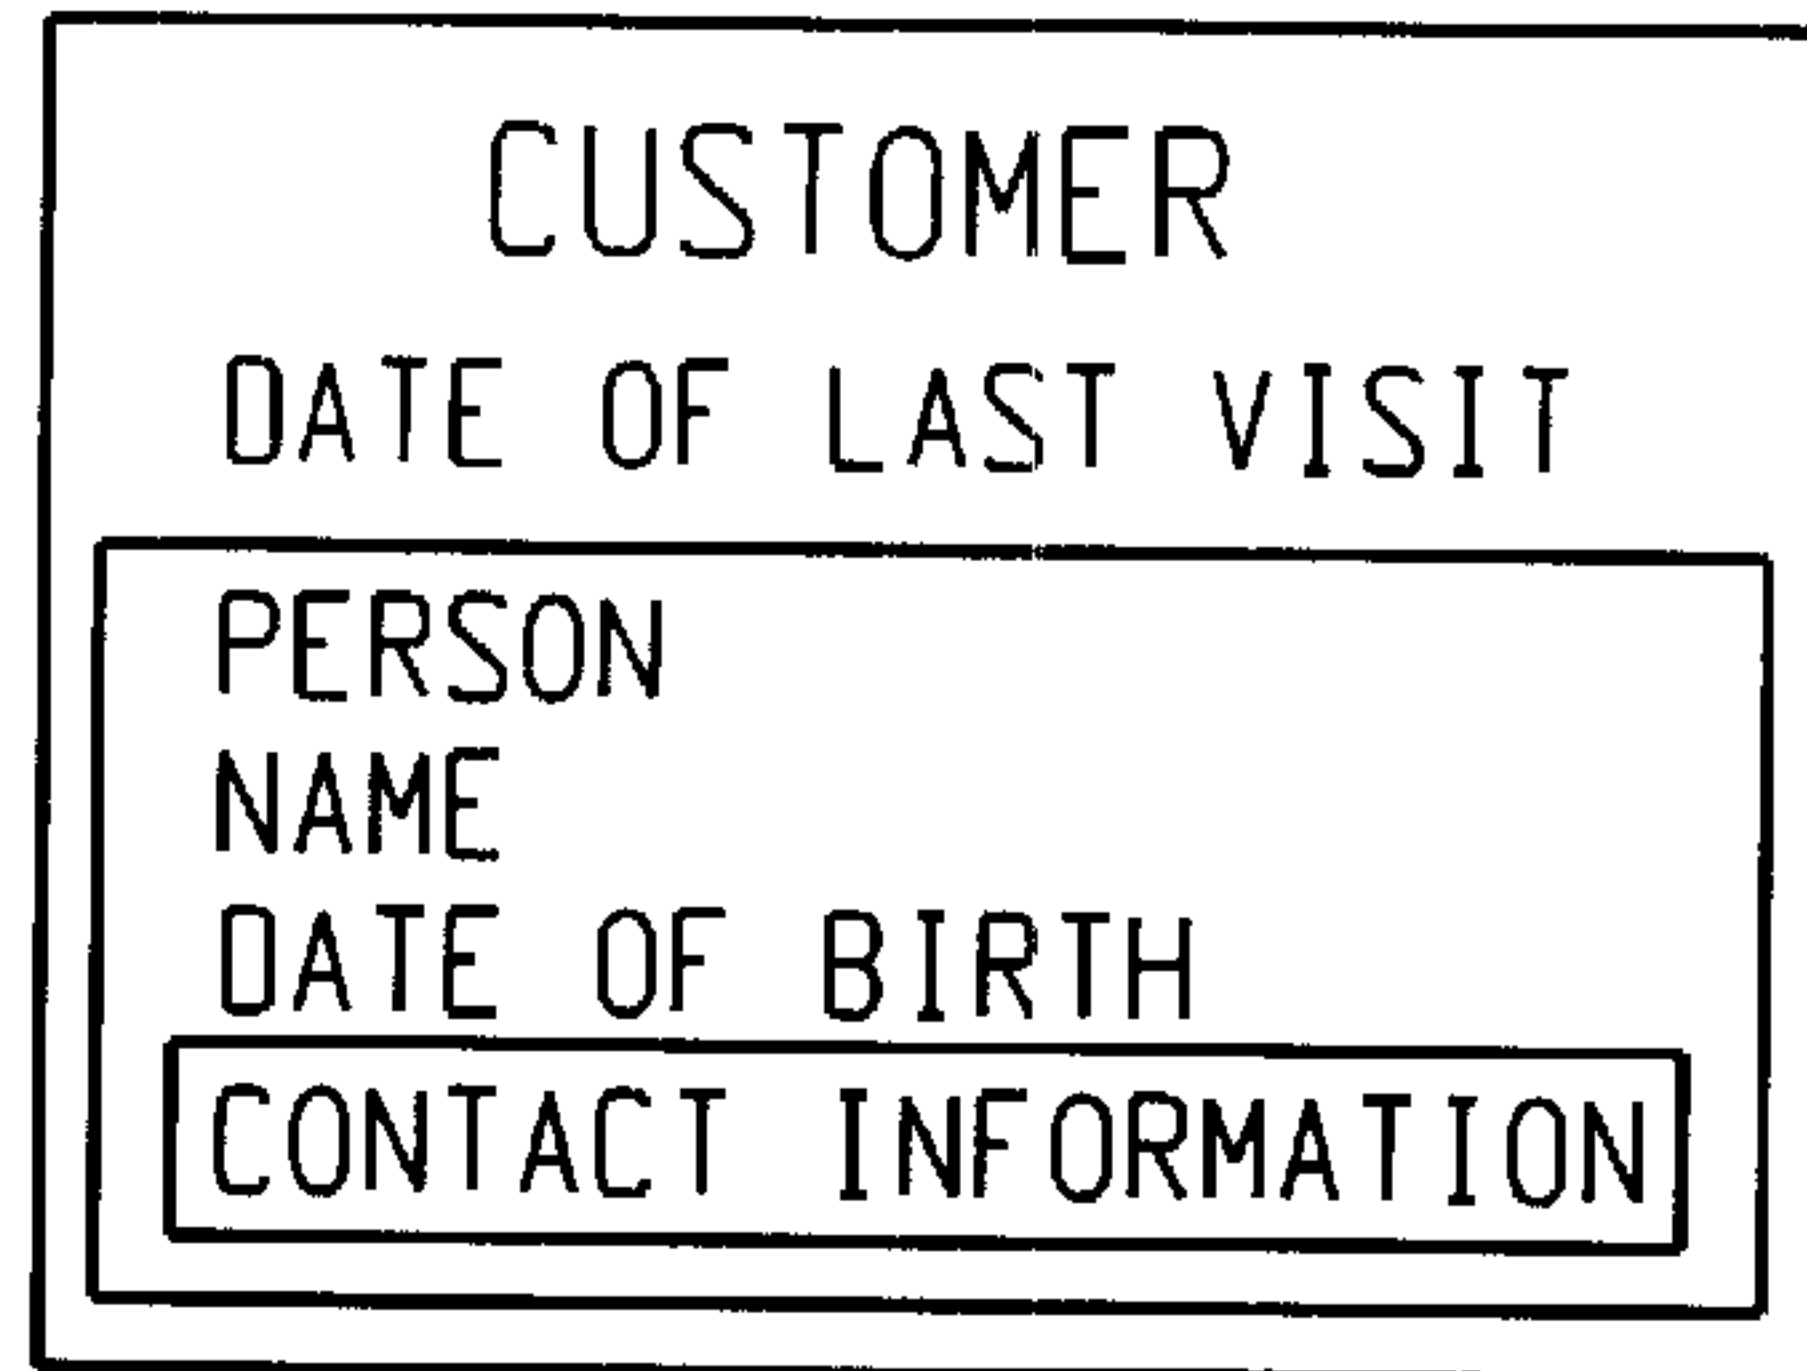 CUSTOMER
DATE OF LAST VISIT
PERSON
NAME
DATE OF BIRTH
CONTACT INFORMATION